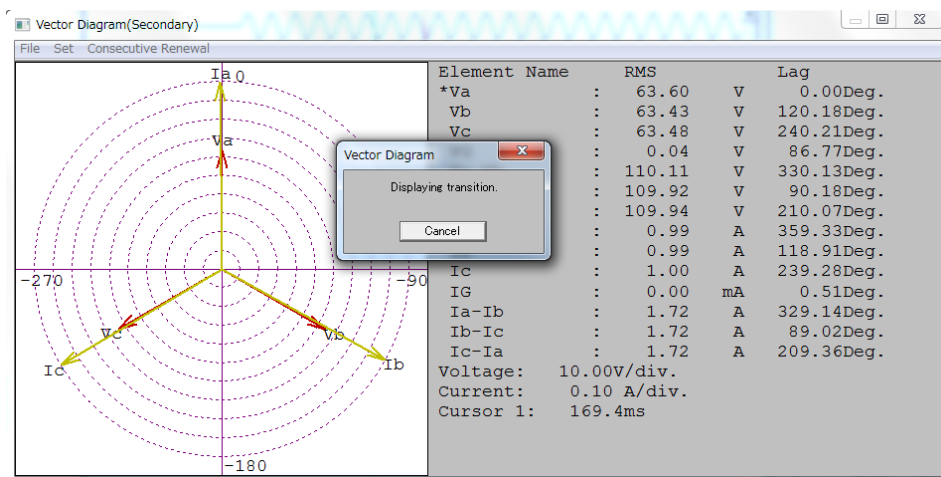 Vector Diagram(Secondary)
File Set Consecutive Renewal
Ia 0
Va
-270
-90
Vc
Vb
Ic
Ib
-180
Element Name RMS Lag
*Va : 63.60 V 0.00Deg.
Vb : 63.43 V 120.18Deg.
Vc : 63.48 V 240.21Deg.
: 0.04 V 86.77Deg.
: 110.11 V 330.13Deg.
: 109.92 V 90.18Deg.
: 109.94 V 210.07Deg.
: 0.99 A 359.33Deg.
: 0.99 A 118.91Deg.
Ic : 1.00 A 239.28Deg.
IG : 0.00 mA 0.51Deg.
Ia-Ib : 1.72 A 329.14Deg.
Ib-Ic : 1.72 A 89.02Deg.
Ic-Ia : 1.72 A 209.36Deg.
Voltage: 10.00V/div.
Current: 0.10 A/div.
Cursor 1: 169.4ms
Vector Diagram
Displaying transition.
Cancel